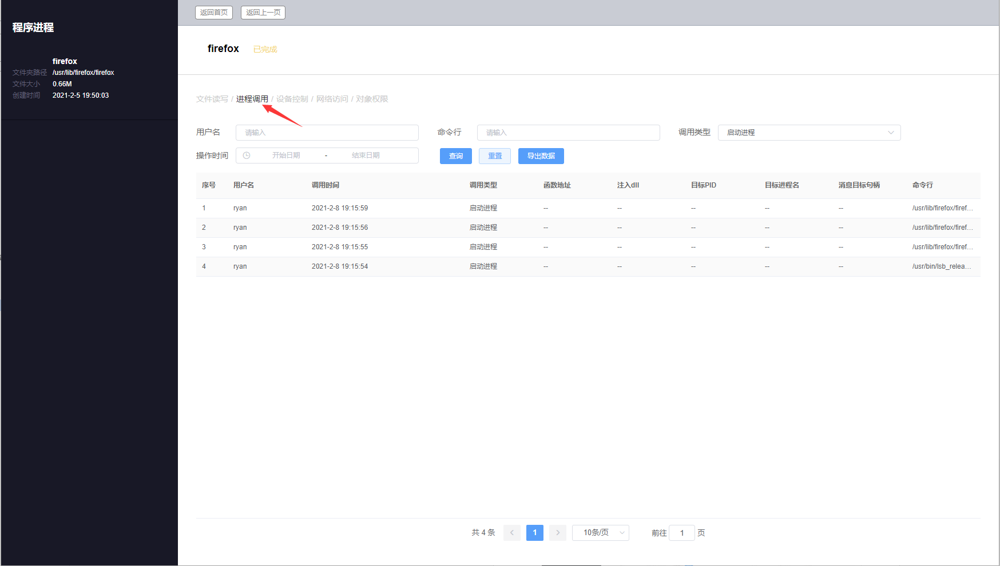 返回首页 返回上一页
程序进程
firefox
文件夹路径 /usr/lib/firefox/firefox
文件大小 0.66M
创建时间 2021-2-5 19:50:03
firefox 已完成
文件读写 / 进程调用 / 设备控制 / 网络访问 / 对象权限
用户名 请输入 命令行 请输入 调用类型 启动进程
操作时间 开始日期 - 结束日期 查询 重置 导出数据
序号 用户名 调用时间 调用类型 函数地址 注入dll 目标PID 目标进程名 消息目标句柄 命令行
1 ryan 2021-2-8 19:15:59 启动进程 -- -- -- -- -- /usr/lib/firefox/firef...
2 ryan 2021-2-8 19:15:56 启动进程 -- -- -- -- -- /usr/lib/firefox/firef...
3 ryan 2021-2-8 19:15:55 启动进程 -- -- -- -- -- /usr/lib/firefox/firef...
4 ryan 2021-2-8 19:15:54 启动进程 -- -- -- -- -- /usr/bin/lsb_relea...
共 4 条 < 1 > 10条/页 前往 1 页